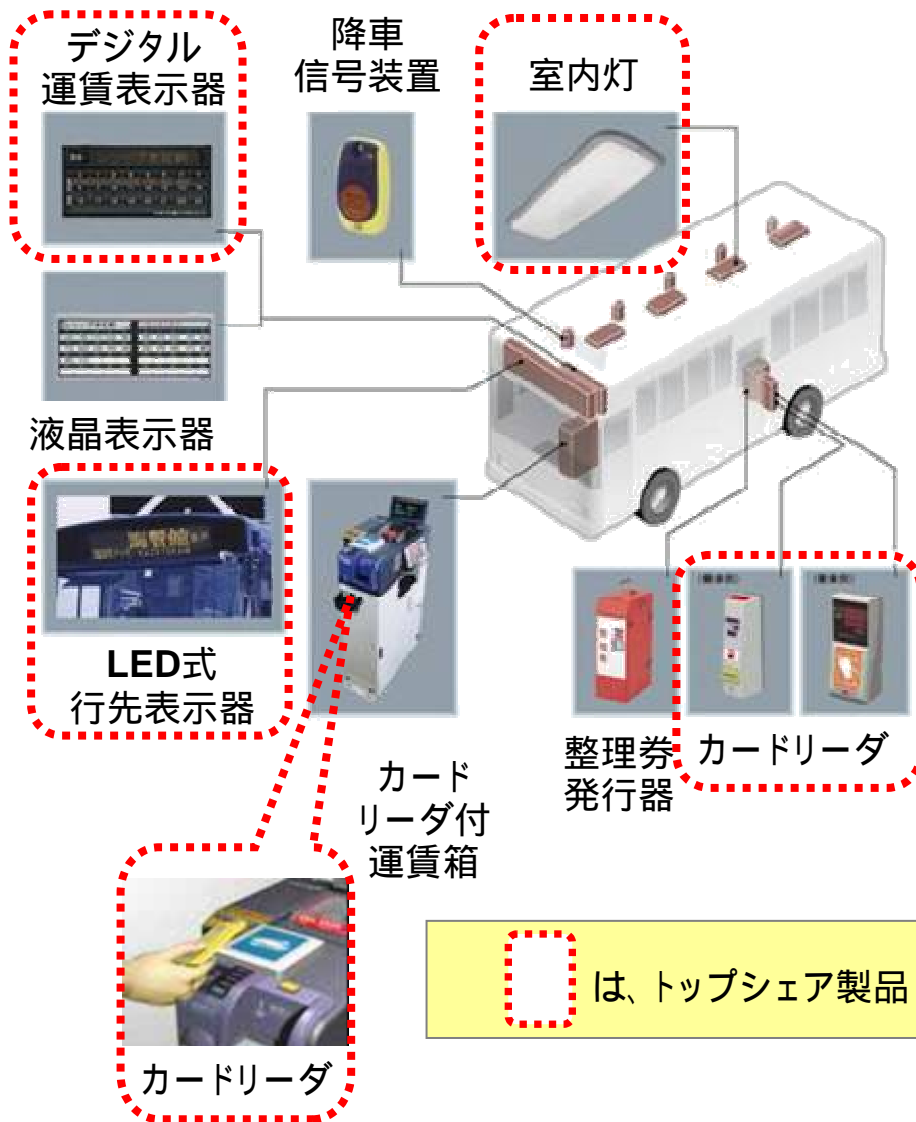 デジタル
運賃表示器
降車
信号装置
室内灯
液晶表示器
LED式
行先表示器
カード
リーダ付
運賃箱
整理券
発行器
カードリーダ
カードリーダ
は、トップシェア製品